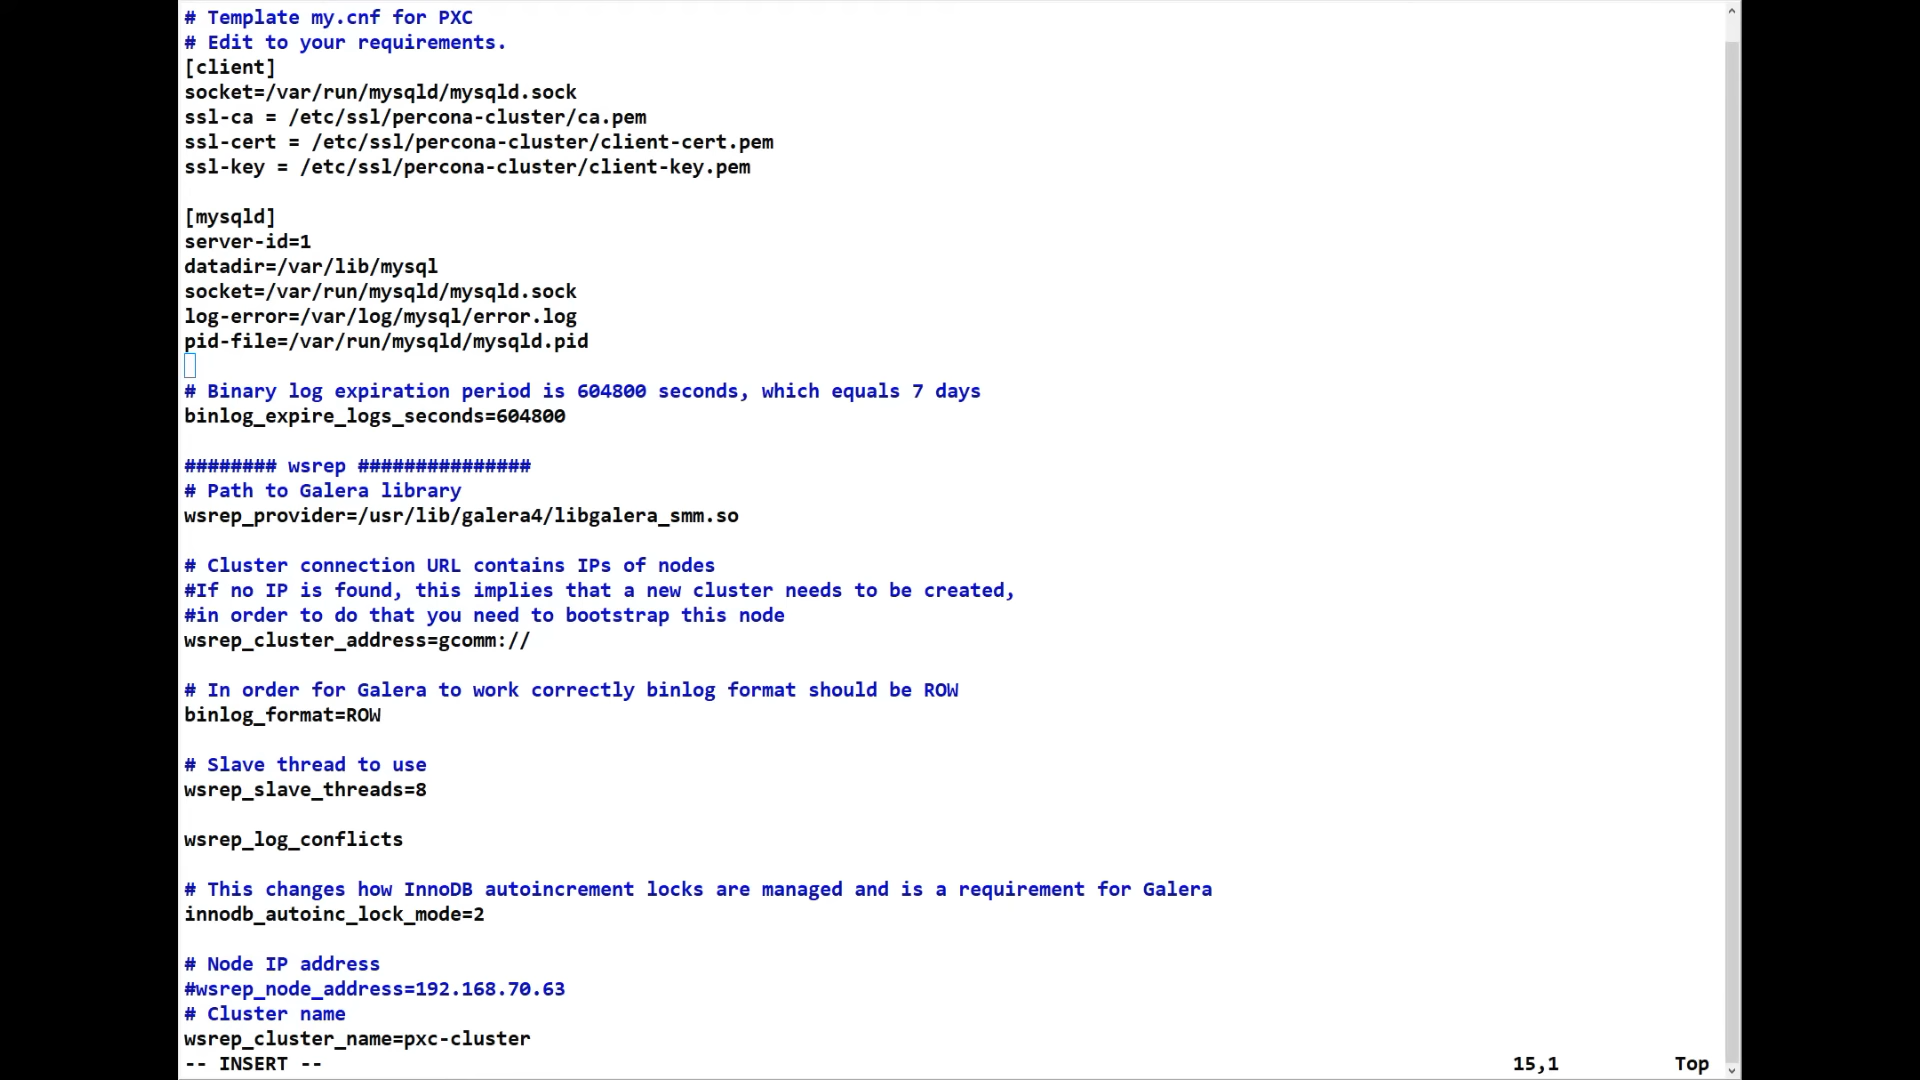 # Template my.cnf for PXC
# Edit to your requirements.
[client]
socket=/var/run/mysqld/mysqld.sock
ssl-ca = /etc/ssl/percona-cluster/ca.pem
ssl-cert = /etc/ssl/percona-cluster/client-cert.pem
ssl-key = /etc/ssl/percona-cluster/client-key.pem
[mysqld]
server-id=1
datadir=/var/lib/mysql
socket=/var/run/mysqld/mysqld.sock
log-error=/var/log/mysql/error.log
pid-file=/var/run/mysqld/mysqld.pid
# Binary log expiration period is 604800 seconds, which equals 7 days
binlog_expire_logs_seconds=604800
######## wsrep ###############
# Path to Galera library
wsrep_provider=/usr/lib/galera4/libgalera_smm.so
# Cluster connection URL contains IPs of nodes
#If no IP is found, this implies that a new cluster needs to be created,
#in order to do that you need to bootstrap this node
wsrep_cluster_address=gcomm://
# In order for Galera to work correctly binlog format should be ROW
binlog_format=ROW
# Slave thread to use
wsrep_slave_threads=8
wsrep_log_conflicts
# This changes how InnoDB autoincrement locks are managed and is a requirement for Galera
innodb_autoinc_lock_mode=2
# Node IP address
#wsrep_node_address=192.168.70.63
# Cluster name
wsrep_cluster_name=pxc-cluster
-- INSERT -- 15,1 Top